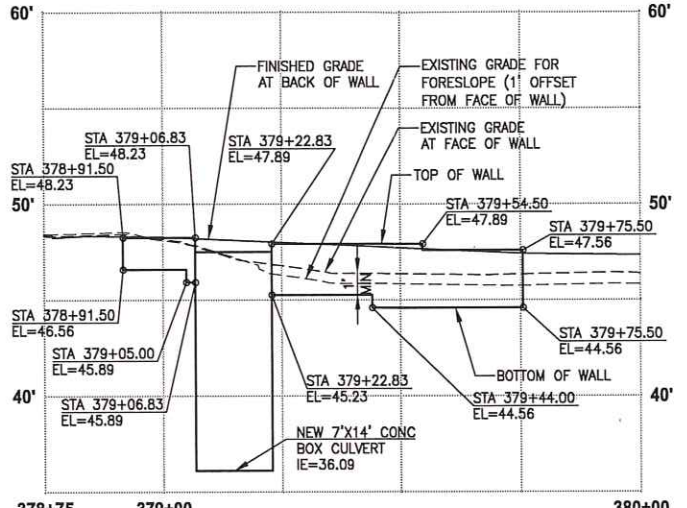 60'
60'
FINISHED GRADE
AT BACK OF WALL
EXISTING GRADE FOR
FORESLOPE (1' OFFSET
FROM FACE OF WALL)
EXISTING GRADE
AT FACE OF WALL
STA 379+06.83
EL=48.23
STA 379+22.83
EL=47.89
STA 378+91.50
EL=48.23
TOP OF WALL
50'
50'
STA 379+54.50
EL=47.89
STA 379+75.50
EL=47.56
1'
MIN
STA 378+91.50
EL=46.56
STA 379+05.00
EL=45.89
STA 379+75.50
EL=44.56
BOTTOM OF WALL
40'
40'
STA 379+06.83
EL=45.89
STA 379+22.83
EL=45.23
STA 379+44.00
EL=44.56
NEW 7'X14' CONC
BOX CULVERT
IE=36.09
378+75
379+00
380+00